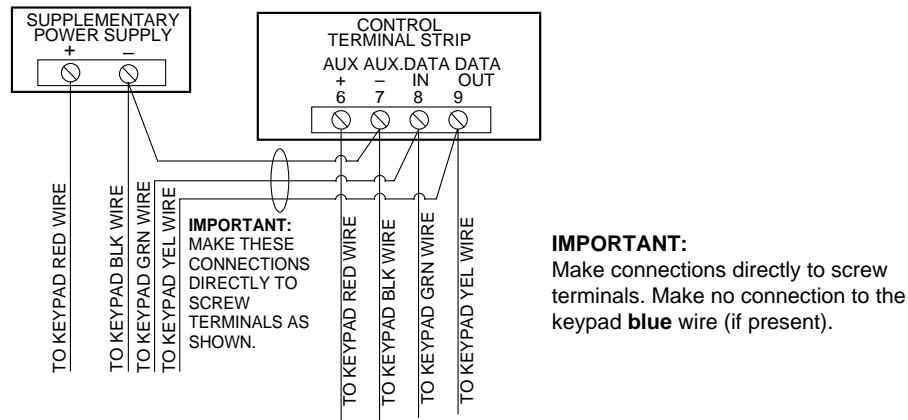 SUPPLEMENTARY
POWER SUPPLY
+ –
CONTROL
TERMINAL STRIP
AUX AUX.DATA DATA
+ – IN OUT
6 7 8 9
TO KEYPAD RED WIRE
TO KEYPAD BLK WIRE
TO KEYPAD GRN WIRE
TO KEYPAD YEL WIRE
IMPORTANT:
MAKE THESE
CONNECTIONS
DIRECTLY TO
SCREW
TERMINALS AS
SHOWN.
TO KEYPAD RED WIRE
TO KEYPAD BLK WIRE
TO KEYPAD GRN WIRE
TO KEYPAD YEL WIRE
IMPORTANT:
Make connections directly to screw
terminals. Make no connection to the
keypad blue wire (if present).